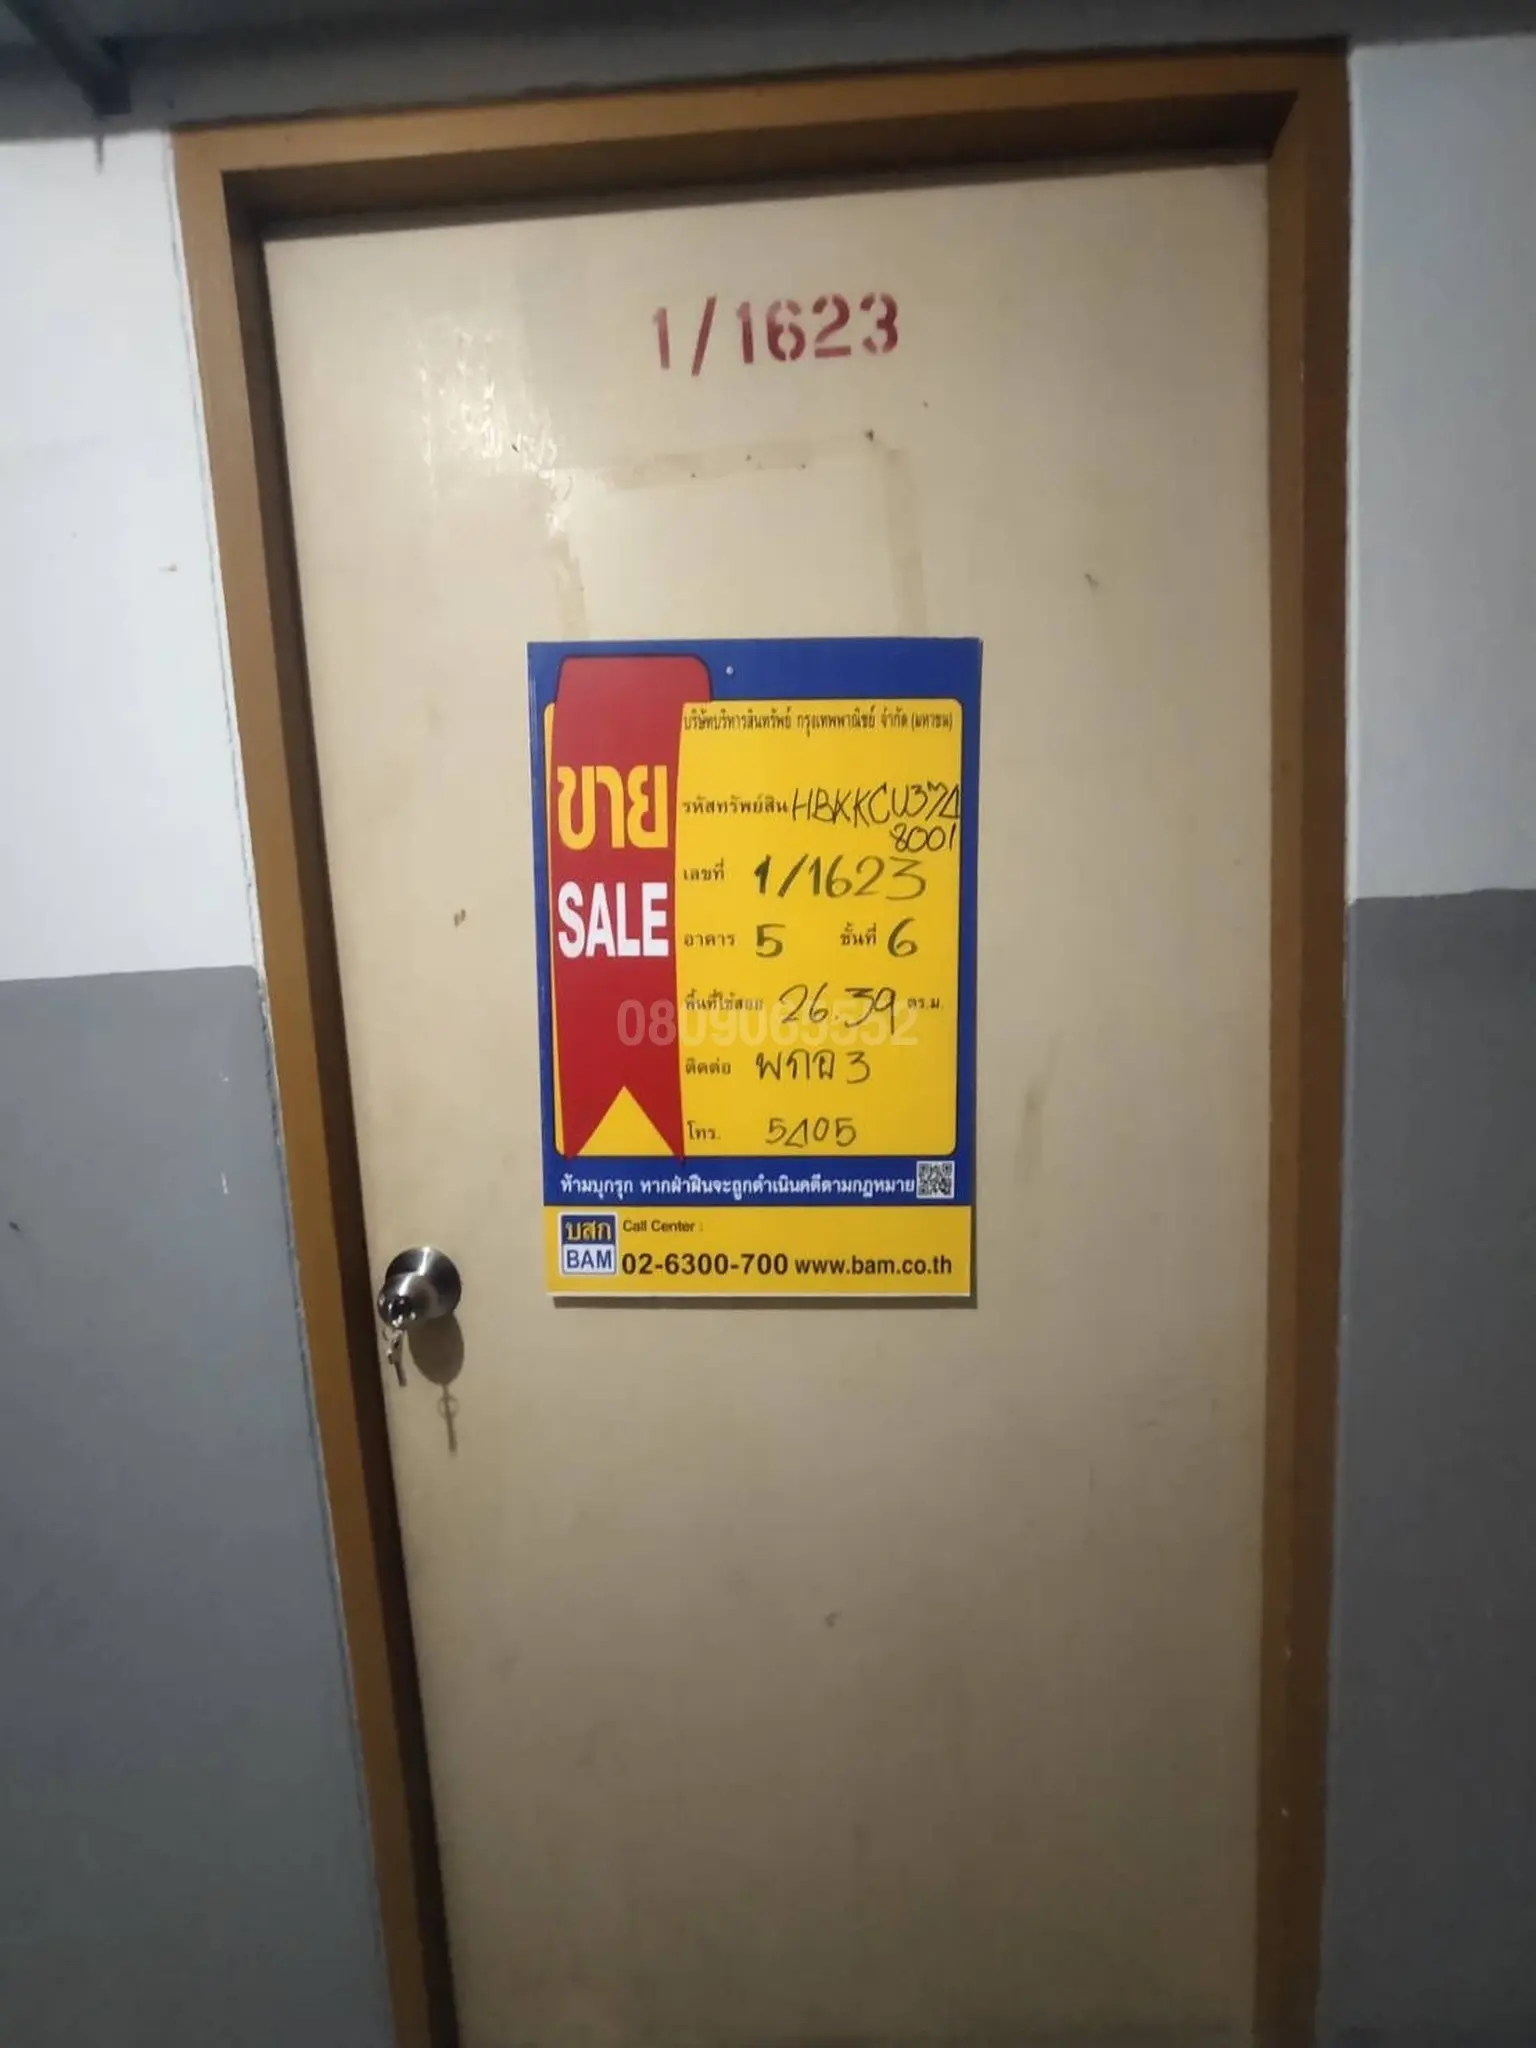 1/1623
บริษัทบริหารสินทรัพย์ กรุงเทพพาณิชย์ จำกัด (มหาชน)
ขาย
SALE
รหัสทรัพย์สิน HBKKCU374
8001
เลขที่ 1/1623
อาคาร 5 ชั้นที่ 6
พื้นที่ใช้สอย 26.39 ตร.ม.
0809065552
ติดต่อ พกอ 3
โทร. 5405
ห้ามบุกรุก หากฝ่าฝืนจะถูกดำเนินคดีตามกฎหมาย
บสก
BAM
Call Center :
02-6300-700 www.bam.co.th